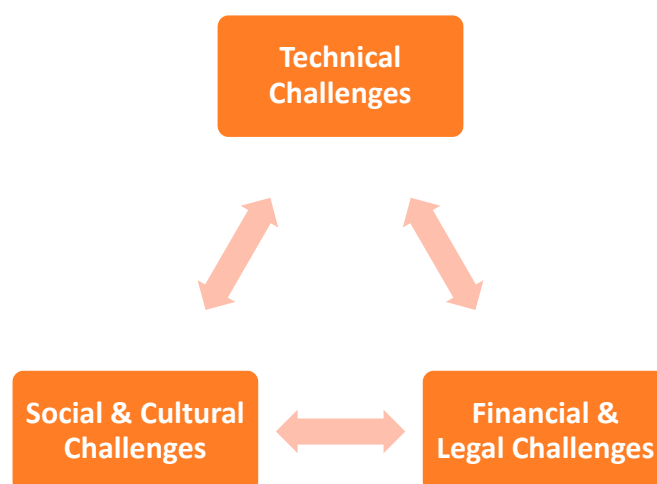 Technical
Challenges
Social & Cultural
Challenges
Financial &
Legal Challenges